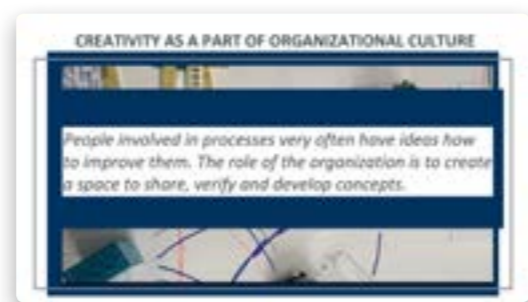 CREATIVITY AS A PART OF ORGANIZATIONAL CULTURE
People involved in processes very often have ideas how
to improve them. The role of the organization is to create
a space to share, verify and develop concepts.